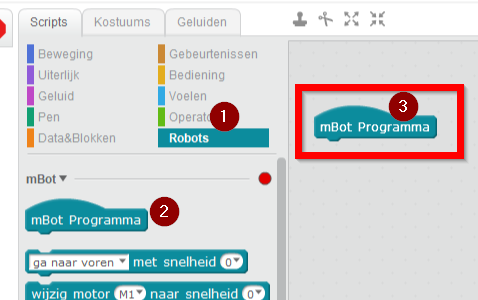 Scripts Kostuums Geluiden
Beweging Gebeurtenissen
Uiterlijk Bediening
Geluid Voelen
Pen 1
Data&Blokken Robots
3
mBot Programma
mBot
mBot Programma 2
ga naar voren met snelheid 0
wijzig motor M1 naar snelheid 0